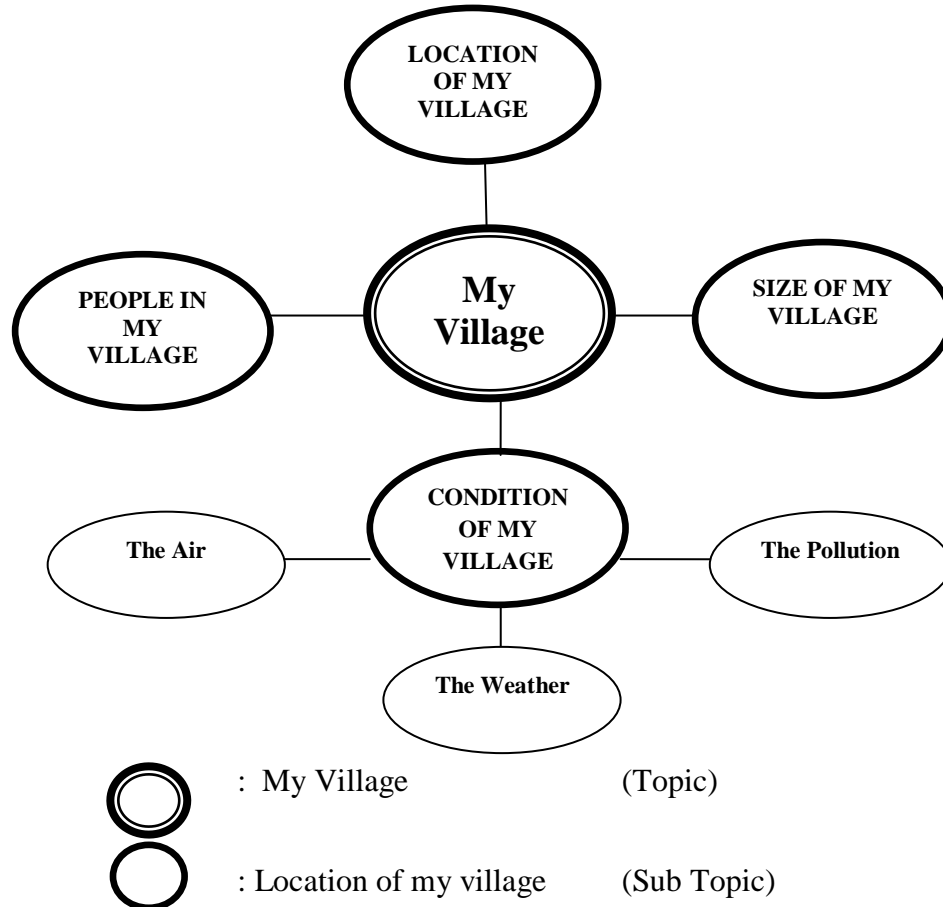 LOCATION
OF MY
VILLAGE
PEOPLE IN
MY
VILLAGE
My
Village
SIZE OF MY
VILLAGE
CONDITION
OF MY
VILLAGE
The Air
The Pollution
The Weather
: My Village (Topic)
: Location of my village (Sub Topic)